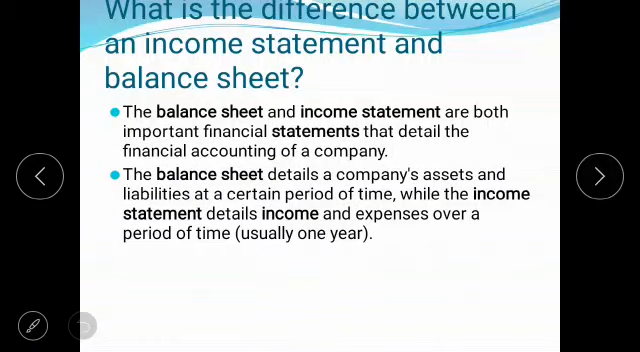 What is the difference between
an income statement and
balance sheet?
The balance sheet and income statement are both
important financial statements that detail the
financial accounting of a company.
The balance sheet details a company's assets and
liabilities at a certain period of time, while the income
statement details income and expenses over a
period of time (usually one year).